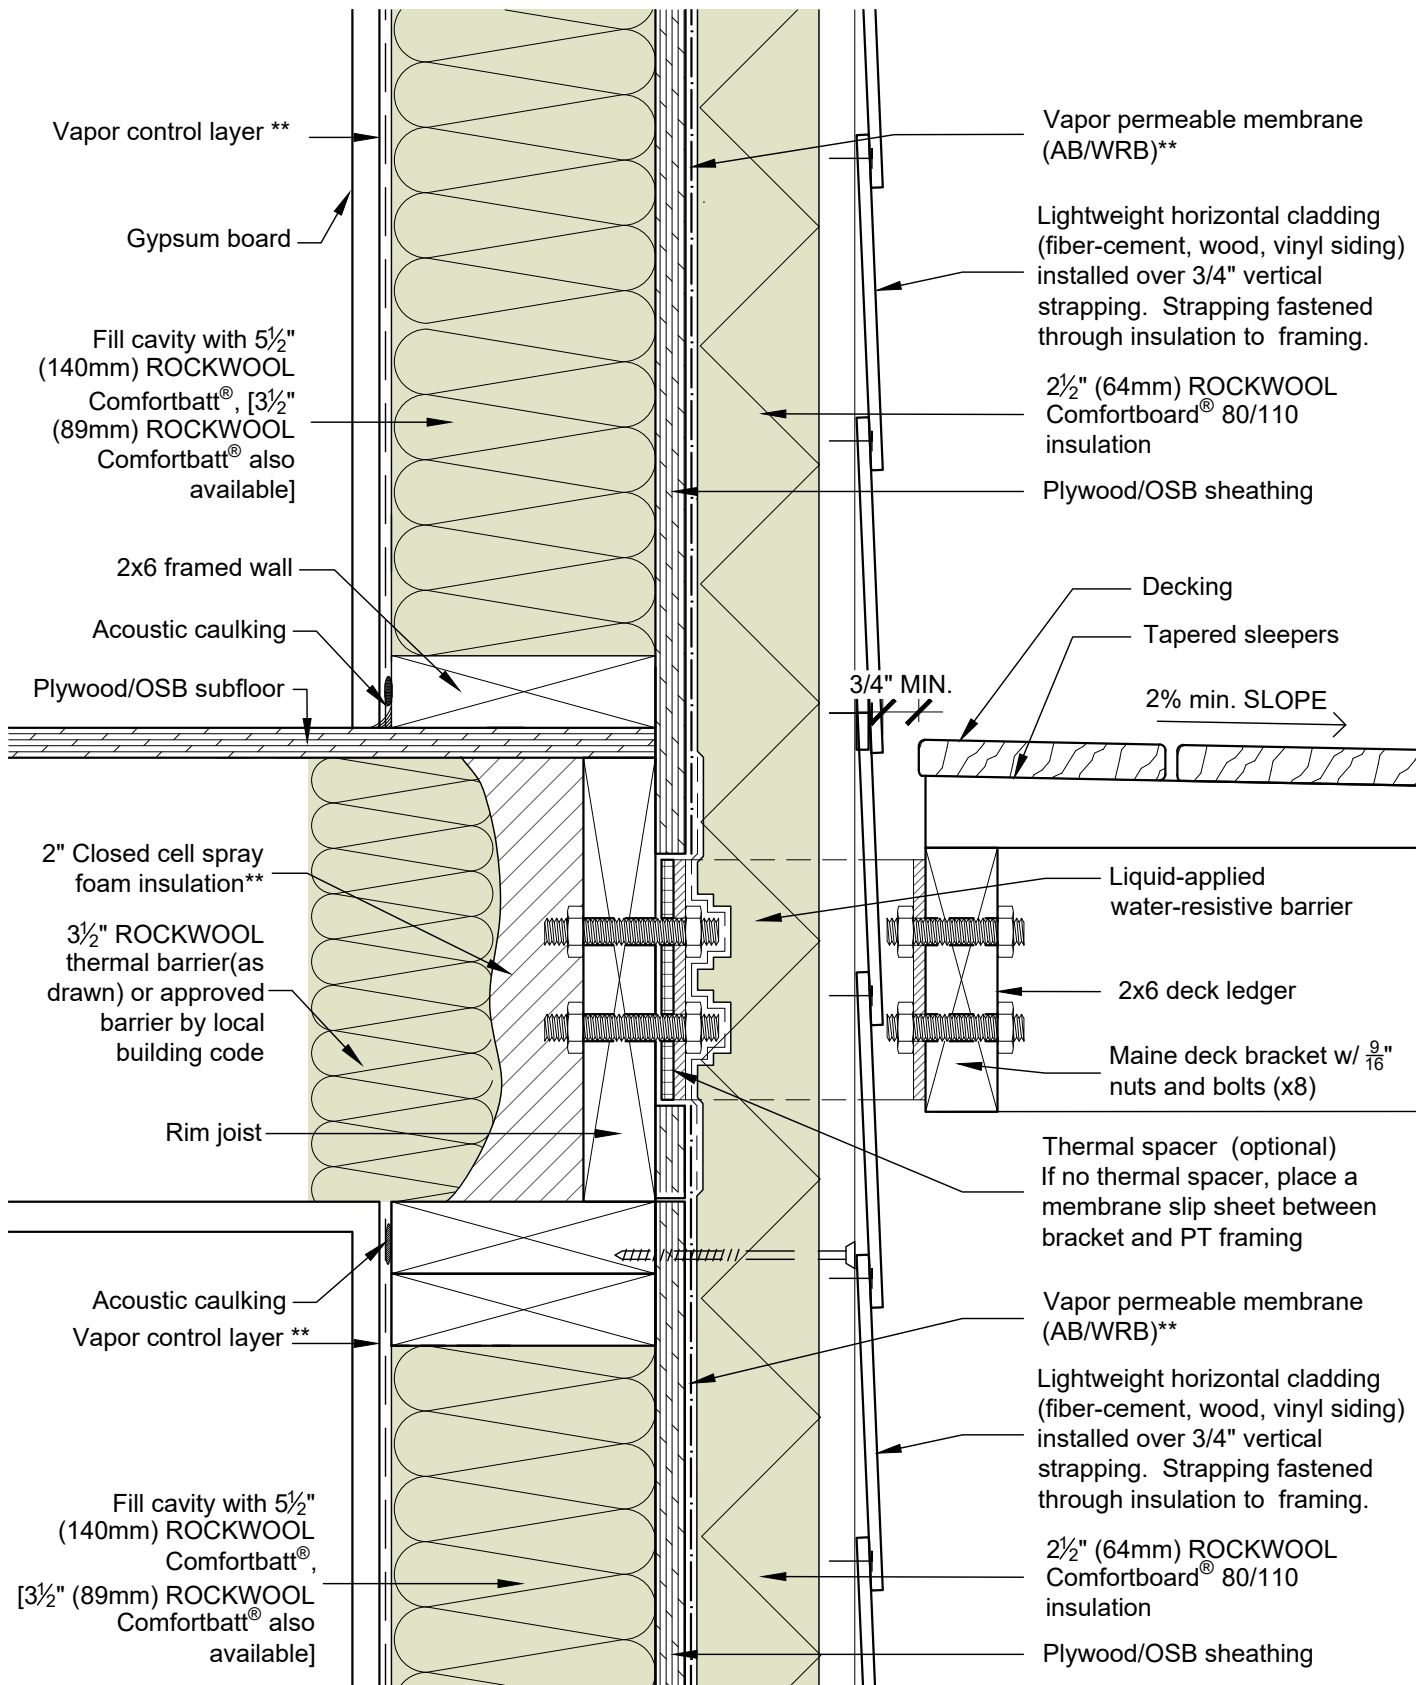 Vapor control layer **
Gypsum board
Fill cavity with 5½"
(140mm) ROCKWOOL
Comfortbatt®, [3½"
(89mm) ROCKWOOL
Comfortbatt® also
available]
2x6 framed wall
Acoustic caulking
Plywood/OSB subfloor
2" Closed cell spray
foam insulation**
3½" ROCKWOOL
thermal barrier(as
drawn) or approved
barrier by local
building code
Rim joist
Acoustic caulking
Vapor control layer **
Fill cavity with 5½"
(140mm) ROCKWOOL
Comfortbatt®,
[3½" (89mm) ROCKWOOL
Comfortbatt® also
available]
Vapor permeable membrane
(AB/WRB)**
Lightweight horizontal cladding
(fiber-cement, wood, vinyl siding)
installed over 3/4" vertical
strapping. Strapping fastened
through insulation to framing.
2½" (64mm) ROCKWOOL
Comfortboard® 80/110
insulation
Plywood/OSB sheathing
Decking
Tapered sleepers
3/4" MIN.
2% min. SLOPE
Liquid-applied
water-resistive barrier
2x6 deck ledger
Maine deck bracket w/ 9/16"
nuts and bolts (x8)
Thermal spacer (optional)
If no thermal spacer, place a
membrane slip sheet between
bracket and PT framing
Vapor permeable membrane
(AB/WRB)**
Lightweight horizontal cladding
(fiber-cement, wood, vinyl siding)
installed over 3/4" vertical
strapping. Strapping fastened
through insulation to framing.
2½" (64mm) ROCKWOOL
Comfortboard® 80/110
insulation
Plywood/OSB sheathing